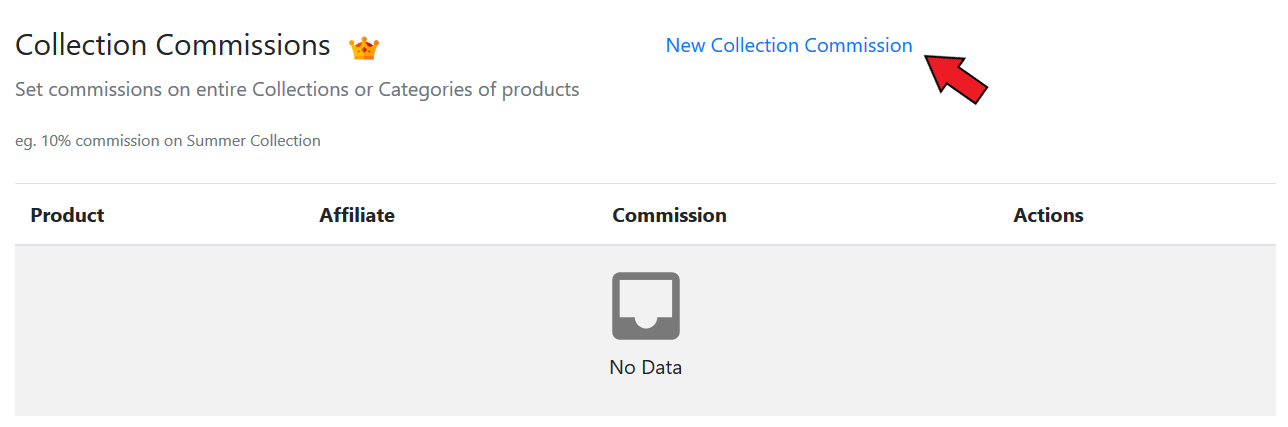 Collection Commissions
New Collection Commission
Set commissions on entire Collections or Categories of products
eg. 10% commission on Summer Collection
Product Affiliate Commission Actions
No Data